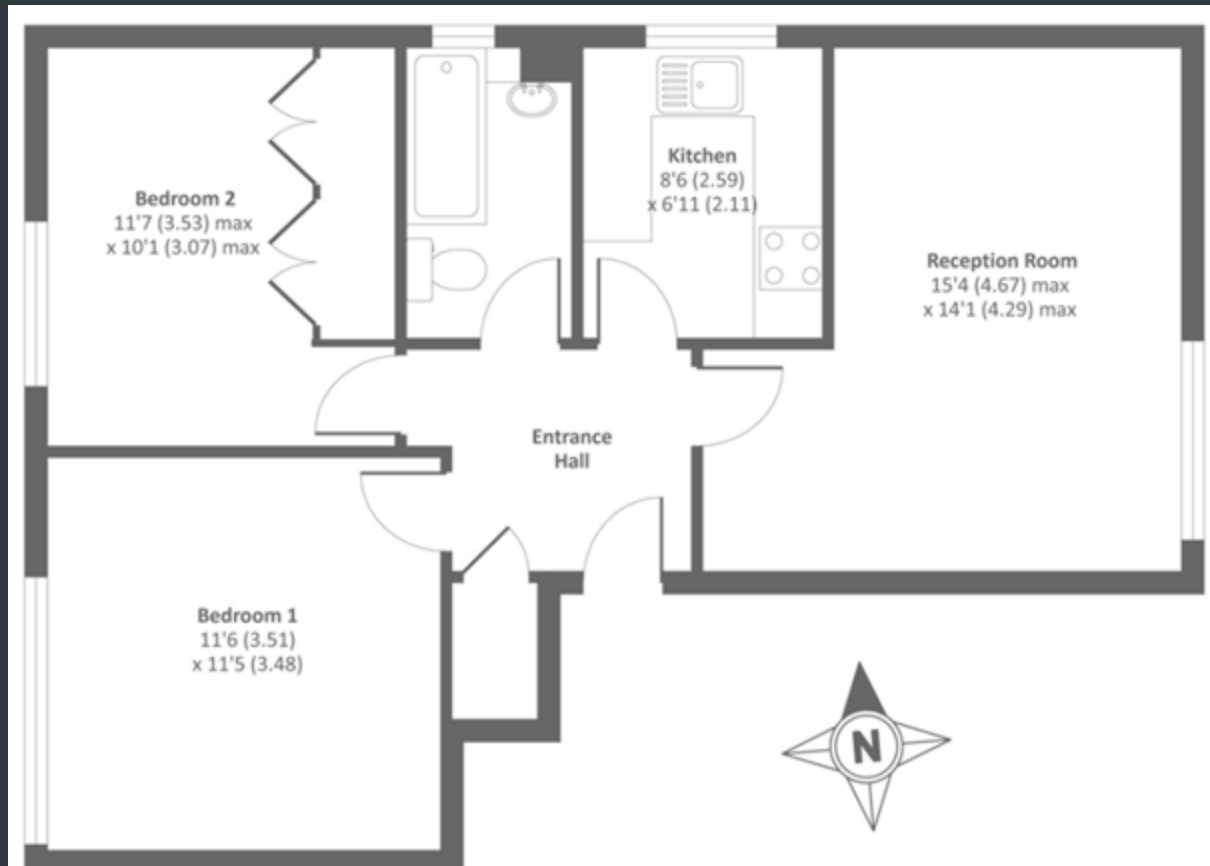 Bedroom 2
11'7 (3.53) max
x 10'1 (3.07) max
Kitchen
8'6 (2.59)
x 6'11 (2.11)
Reception Room
15'4 (4.67) max
x 14'1 (4.29) max
Entrance
Hall
Bedroom 1
11'6 (3.51)
x 11'5 (3.48)
N